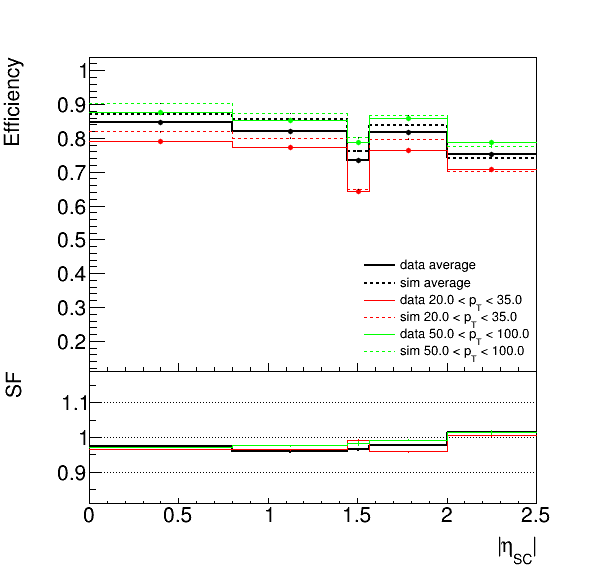 Efficiency
1
0.9
0.8
0.7
0.6
0.5
0.4
0.3
0.2
data average
sim average
data 20.0 < p_T < 35.0
sim 20.0 < p_T < 35.0
data 50.0 < p_T < 100.0
sim 50.0 < p_T < 100.0
SF
1.1
1
0.9
0 0.5 1 1.5 2 2.5
|η_SC|